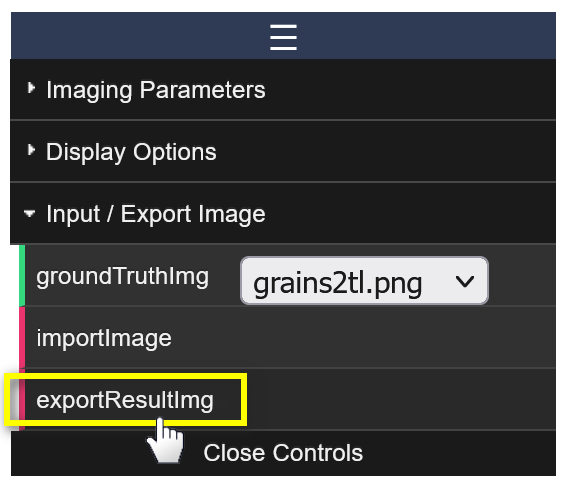 Imaging Parameters
Display Options
Input / Export Image
groundTruthImg grains2tl.png
importImage
exportResultImg
Close Controls